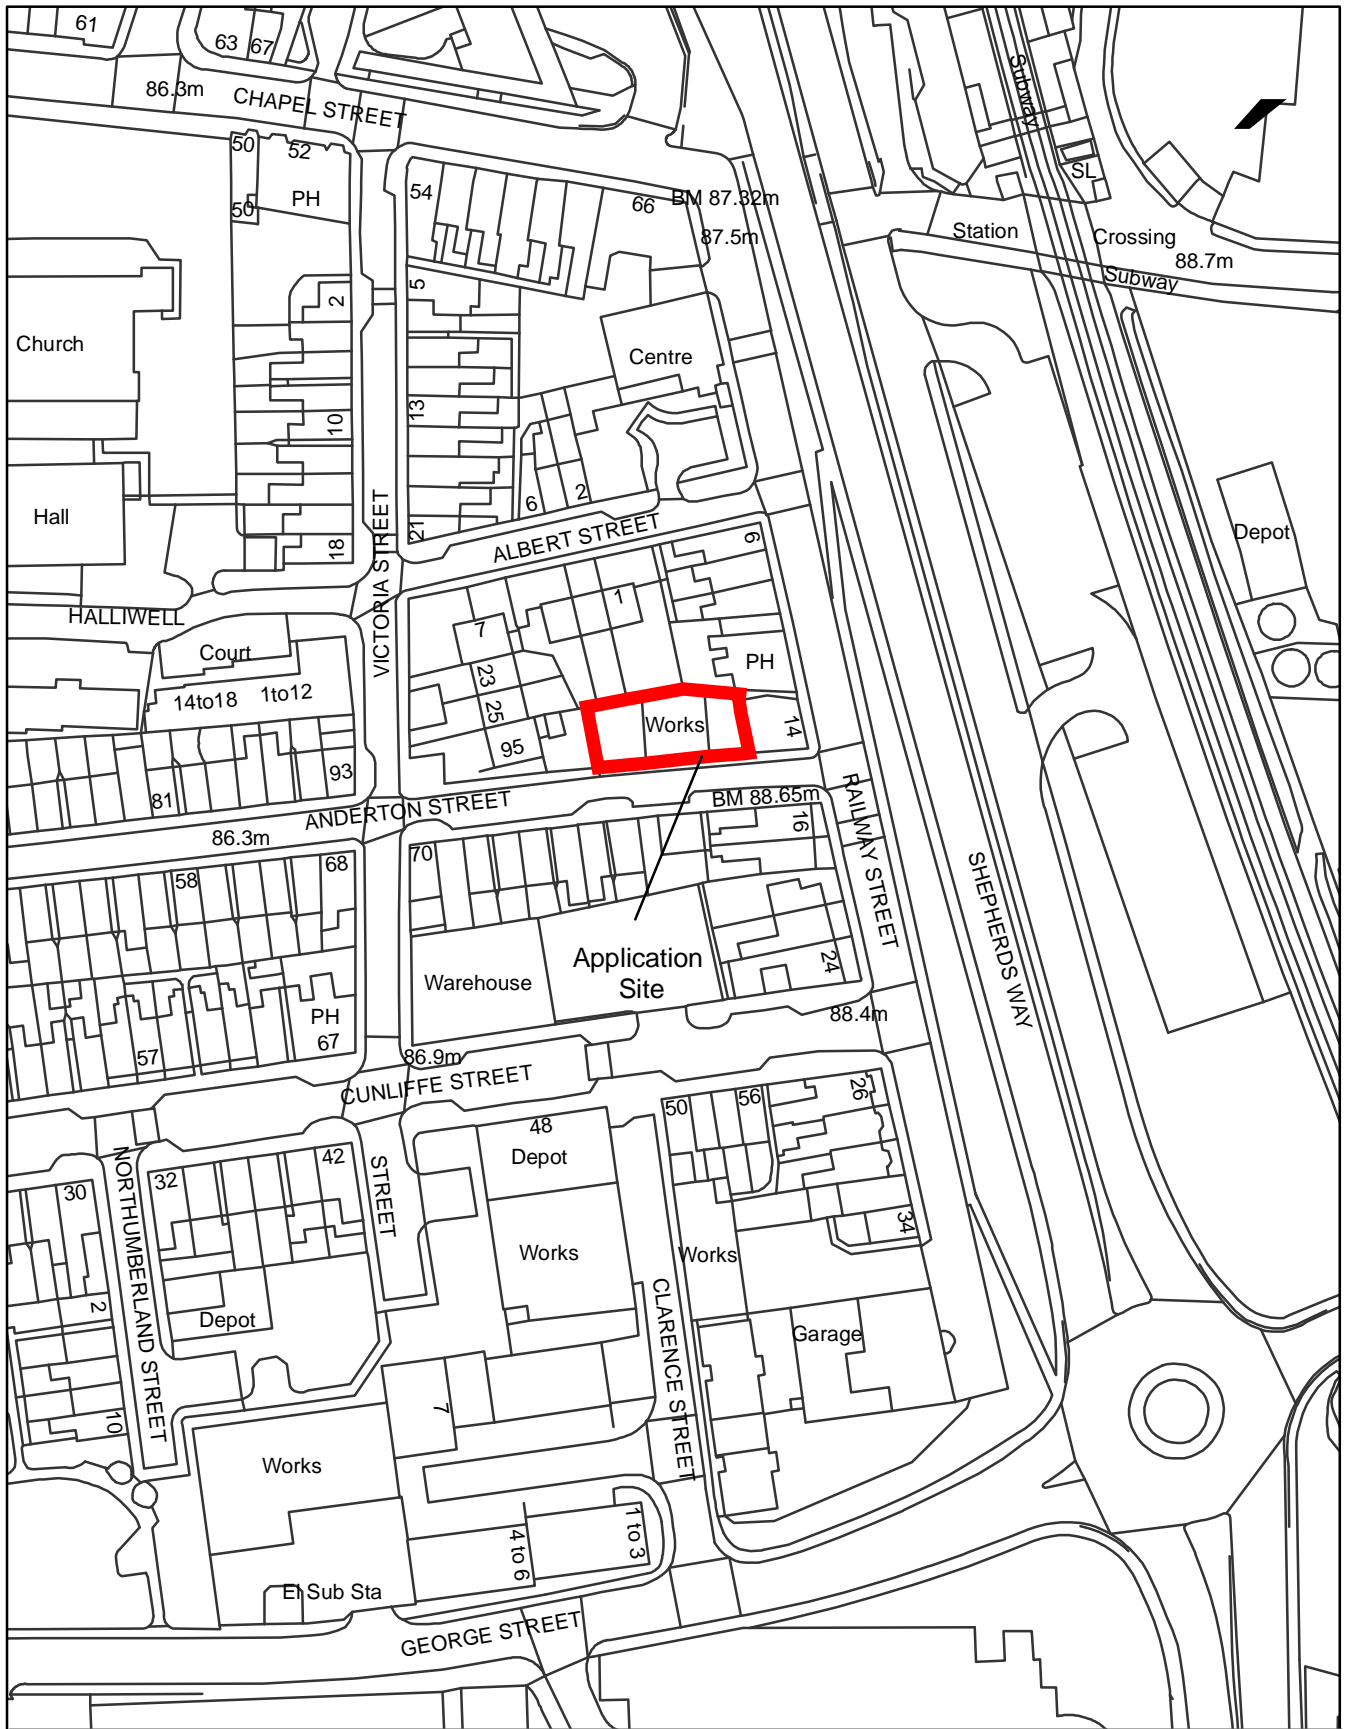 61
63
67
86.3m
CHAPEL STREET
Subway
50
52
PH
50
54
66
BM 87.32m
87.5m
SL
Station
Crossing
88.7m
Subway
2
5
Church
Centre
10
13
Hall
6
2
21
18
ALBERT STREET
VICTORIA STREET
Depot
6
HALLIWELL
Court
14to18
1to12
7
1
23
25
95
PH
Works
14
93
81
ANDERTON STREET
86.3m
BM 88.65m
16
RAILWAY STREET
SHEPHERDS WAY
68
58
70
Warehouse
Application
Site
24
88.4m
PH
67
57
86.9m
CUNLIFFE STREET
50
56
26
48
Depot
NORTHUMBERLAND STREET
32
42
STREET
30
34
Works
Works
2
Depot
CLARENCE STREET
Garage
10
7
Works
1 to 3
4 to 6
El Sub Sta
GEORGE STREET